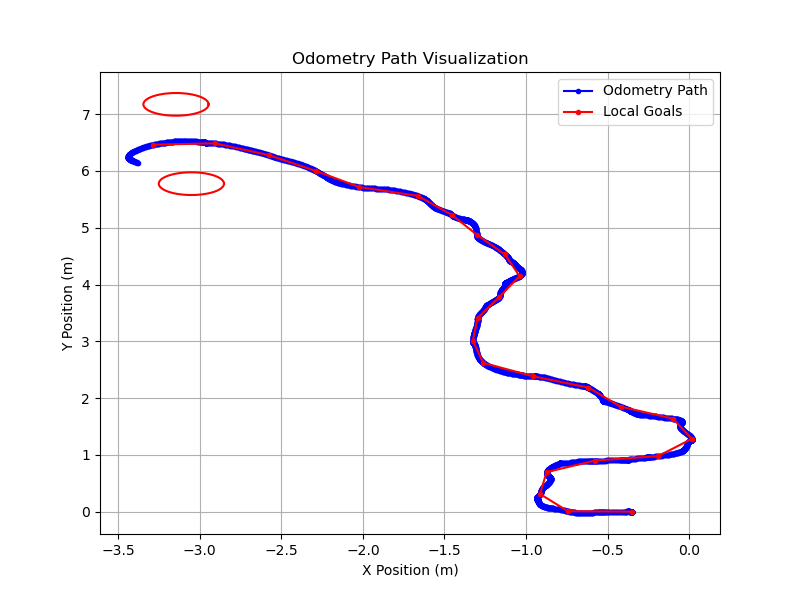 Odometry Path Visualization
Odometry Path
Local Goals
Y Position (m)
7
6
5
4
3
2
1
0
−3.5 −3.0 −2.5 −2.0 −1.5 −1.0 −0.5 0.0
X Position (m)